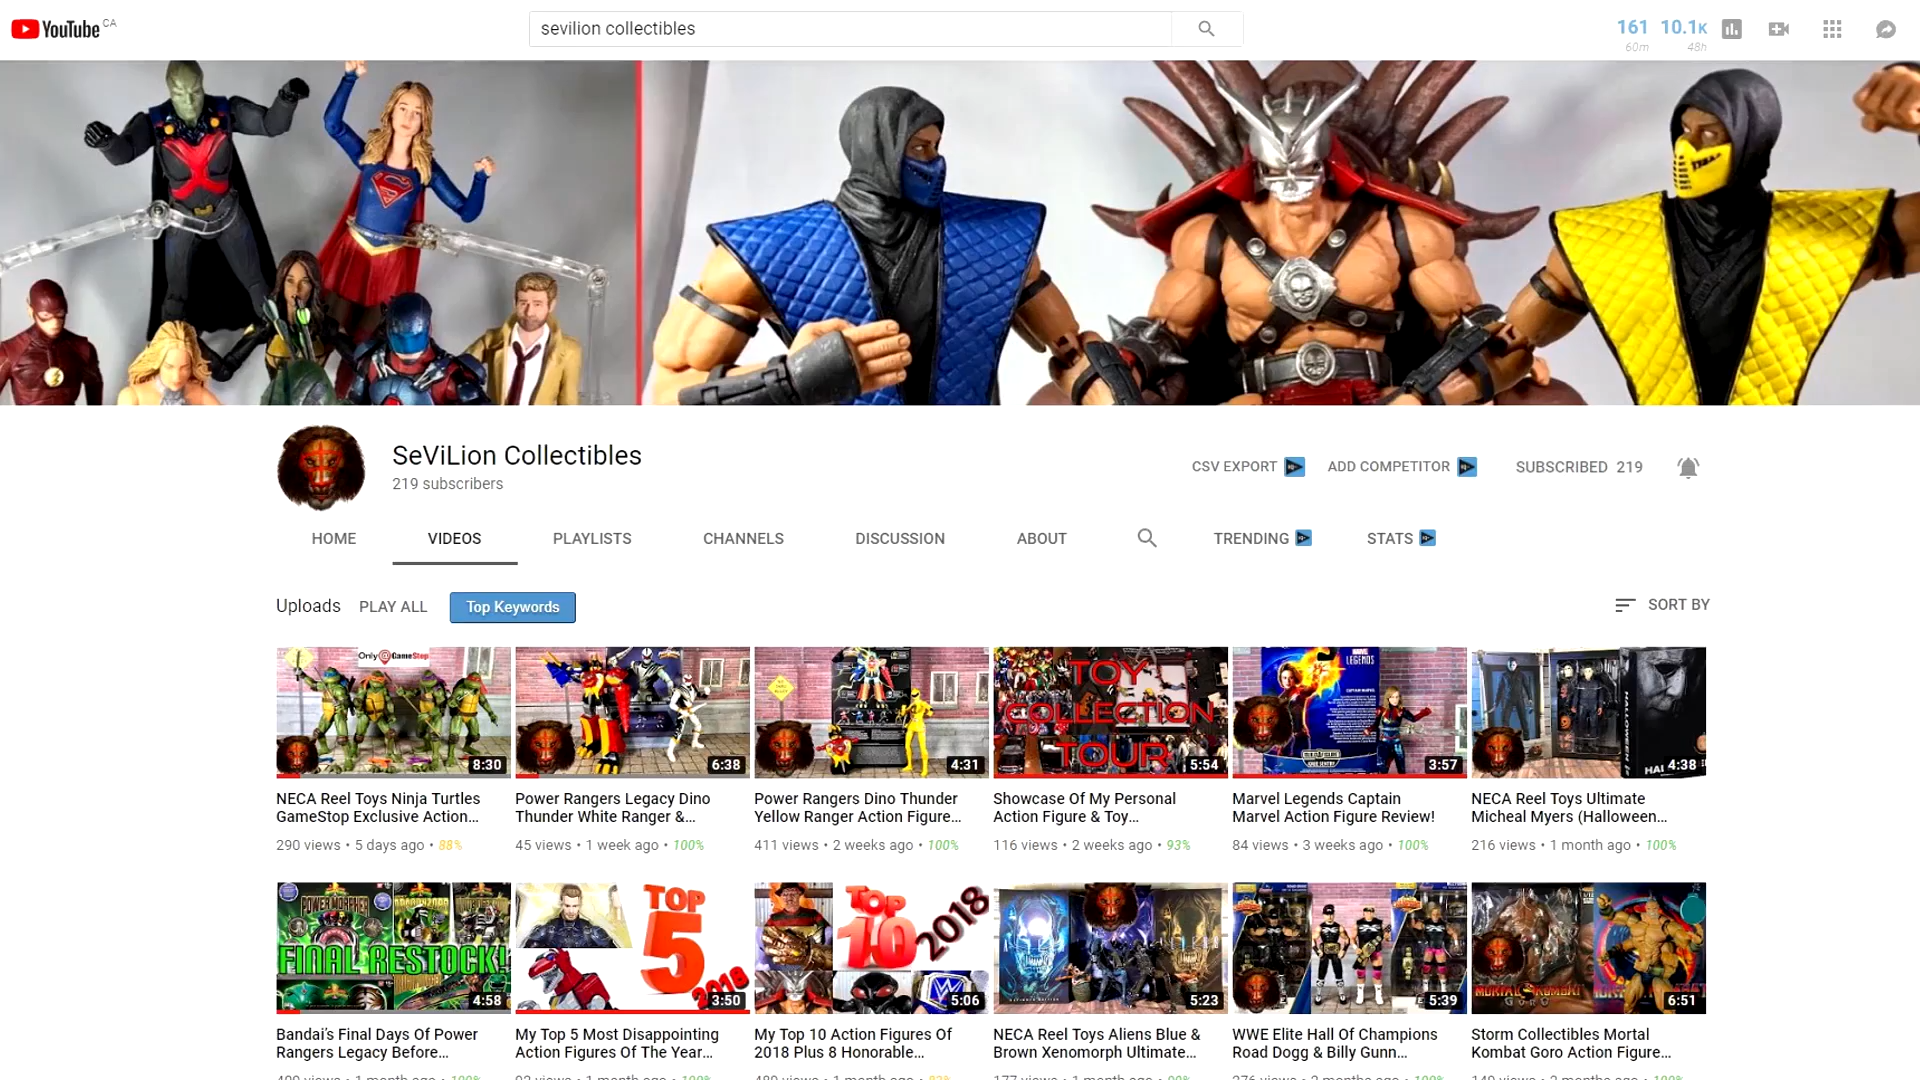 YouTube CA
sevilion collectibles
161 60m
10.1K 48h
SeViLion Collectibles
219 subscribers
CSV EXPORT ADD COMPETITOR SUBSCRIBED 219
HOME VIDEOS PLAYLISTS CHANNELS DISCUSSION ABOUT TRENDING STATS
Uploads PLAY ALL Top Keywords SORT BY
Only@GameStop
8:30
6:38
4:31
TOY
COLLECTION
TOUR
5:54
MARVEL
LEGENDS
3:57
HALLOWEEN
4:38
NECA Reel Toys Ninja Turtles
GameStop Exclusive Action...
290 views • 5 days ago • 88%
Power Rangers Legacy Dino
Thunder White Ranger &...
45 views • 1 week ago • 100%
Power Rangers Dino Thunder
Yellow Ranger Action Figure...
411 views • 2 weeks ago • 100%
Showcase Of My Personal
Action Figure & Toy...
116 views • 2 weeks ago • 93%
Marvel Legends Captain
Marvel Action Figure Review!
84 views • 3 weeks ago • 100%
NECA Reel Toys Ultimate
Micheal Myers (Halloween...
216 views • 1 month ago • 100%
POWER MORPHER
FINAL RESTOCK!
4:58
TOP
5
2018
3:50
TOP
10
2018
5:06
5:23
5:39
MORTAL KOMBAT
GORO
6:51
Bandai's Final Days Of Power
Rangers Legacy Before...
My Top 5 Most Disappointing
Action Figures Of The Year...
My Top 10 Action Figures Of
2018 Plus 8 Honorable...
NECA Reel Toys Aliens Blue &
Brown Xenomorph Ultimate...
WWE Elite Hall Of Champions
Road Dogg & Billy Gunn...
Storm Collectibles Mortal
Kombat Goro Action Figure...